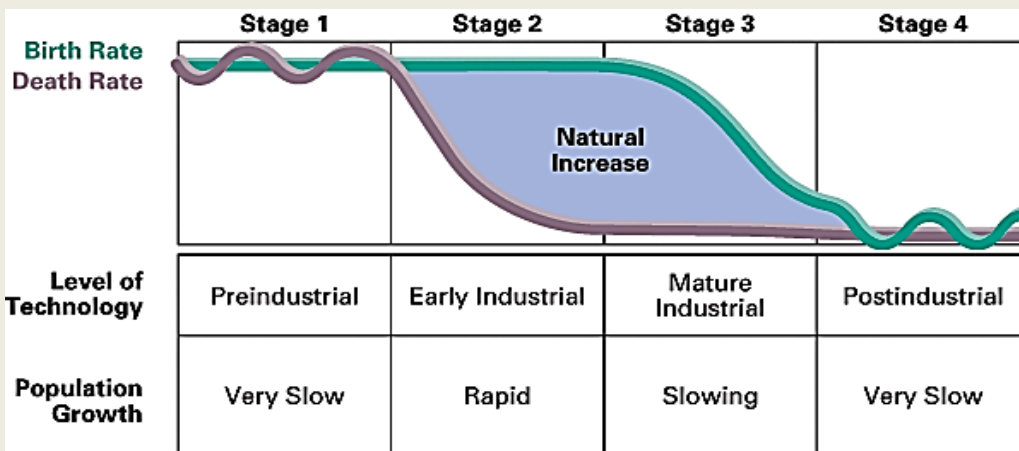 Stage 1 Stage 2 Stage 3 Stage 4
Birth Rate
Death Rate
Natural
Increase
Level of
Technology
Preindustrial
Early Industrial
Mature
Industrial
Postindustrial
Population
Growth
Very Slow
Rapid
Slowing
Very Slow